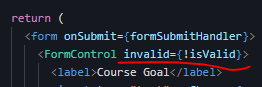 return (
<form onSubmit={formSubmitHandler}>
<FormControl invalid={!isValid}>
<label>Course Goal</label>